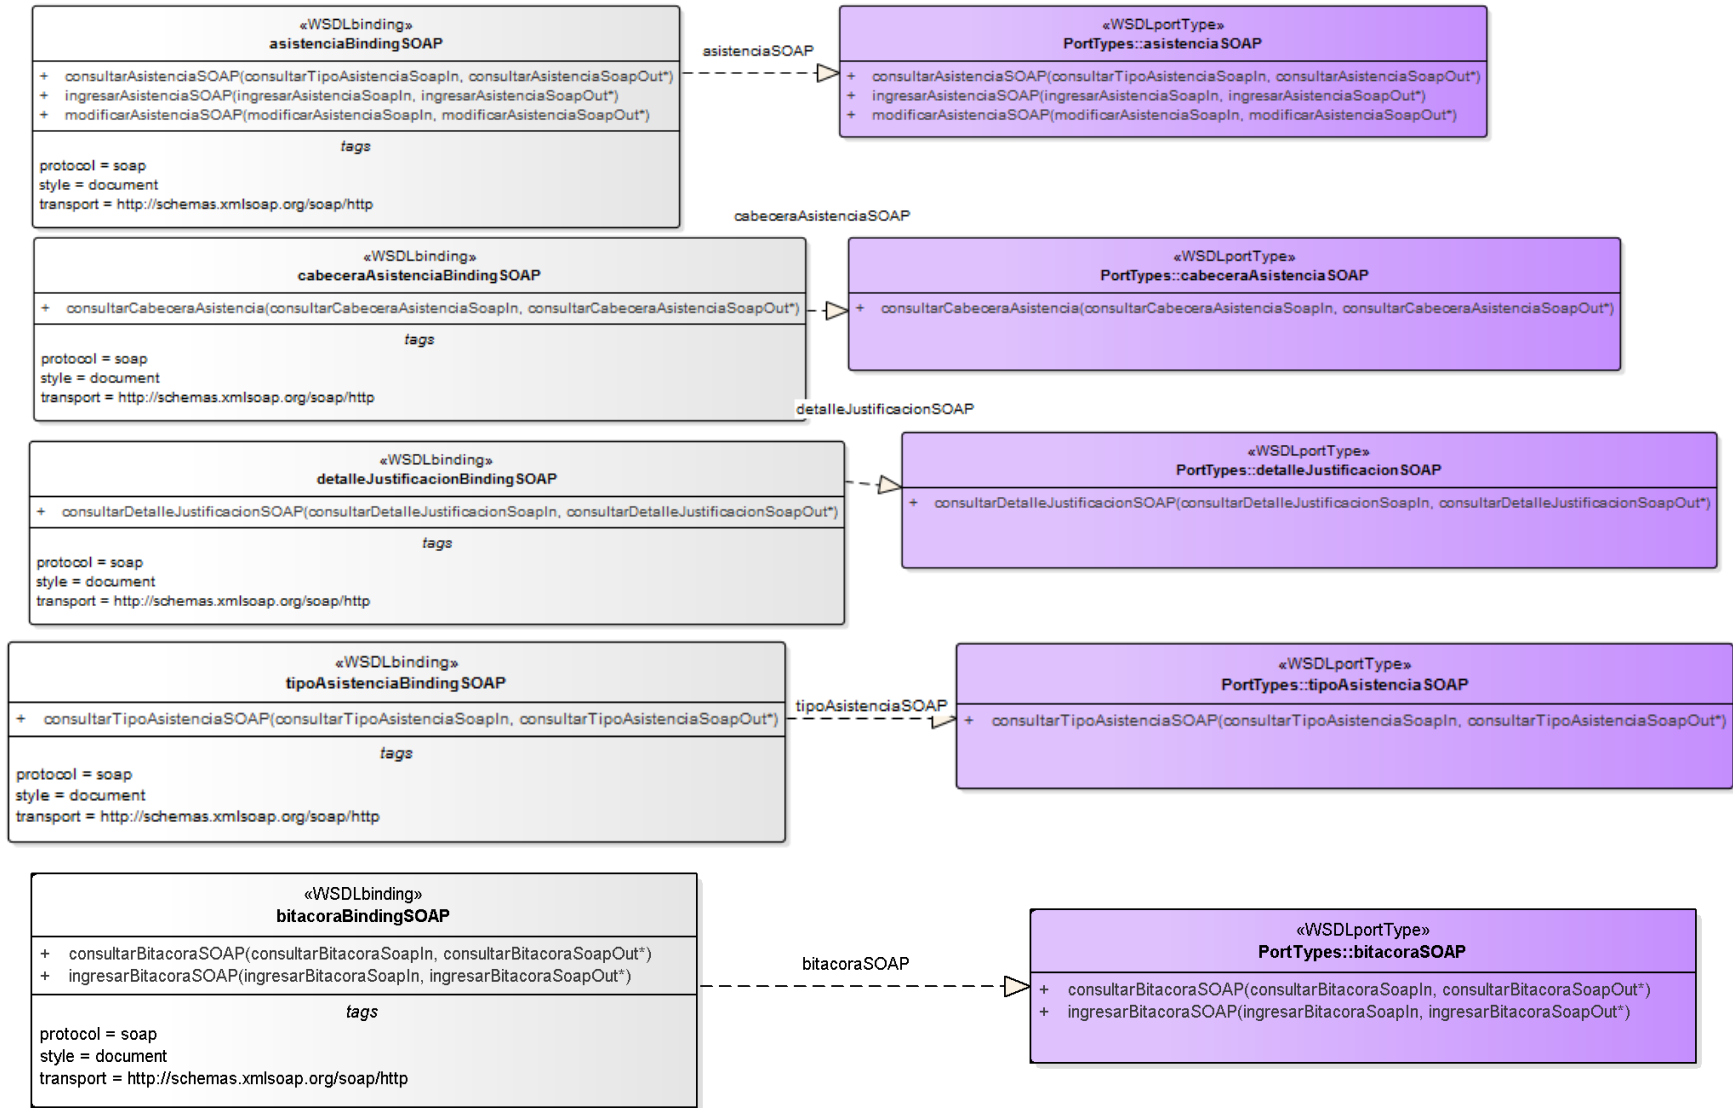 «WSDLbinding»
asistenciaBindingSOAP
+ consultarAsistenciaSOAP(consultarTipoAsistenciaSoapIn, consultarAsistenciaSoapOut*)
+ ingresarAsistenciaSOAP(ingresarAsistenciaSoapIn, ingresarAsistenciaSoapOut*)
+ modificarAsistenciaSOAP(modificarAsistenciaSoapIn, modificarAsistenciaSoapOut*)
tags
protocol = soap
style = document
transport = http://schemas.xmlsoap.org/soap/http
asistenciaSOAP
«WSDLportType»
PortTypes::asistenciaSOAP
+ consultarAsistenciaSOAP(consultarTipoAsistenciaSoapIn, consultarAsistenciaSoapOut*)
+ ingresarAsistenciaSOAP(ingresarAsistenciaSoapIn, ingresarAsistenciaSoapOut*)
+ modificarAsistenciaSOAP(modificarAsistenciaSoapIn, modificarAsistenciaSoapOut*)
cabeceraAsistenciaSOAP
«WSDLbinding»
cabeceraAsistenciaBindingSOAP
+ consultarCabeceraAsistencia(consultarCabeceraAsistenciaSoapIn, consultarCabeceraAsistenciaSoapOut*)
tags
protocol = soap
style = document
transport = http://schemas.xmlsoap.org/soap/http
«WSDLportType»
PortTypes::cabeceraAsistenciaSOAP
+ consultarCabeceraAsistencia(consultarCabeceraAsistenciaSoapIn, consultarCabeceraAsistenciaSoapOut*)
detalleJustificacionSOAP
«WSDLbinding»
detalleJustificacionBindingSOAP
+ consultarDetalleJustificacionSOAP(consultarDetalleJustificacionSoapIn, consultarDetalleJustificacionSoapOut*)
tags
protocol = soap
style = document
transport = http://schemas.xmlsoap.org/soap/http
«WSDLportType»
PortTypes::detalleJustificacionSOAP
+ consultarDetalleJustificacionSOAP(consultarDetalleJustificacionSoapIn, consultarDetalleJustificacionSoapOut*)
«WSDLbinding»
tipoAsistenciaBindingSOAP
+ consultarTipoAsistenciaSOAP(consultarTipoAsistenciaSoapIn, consultarTipoAsistenciaSoapOut*)
tags
protocol = soap
style = document
transport = http://schemas.xmlsoap.org/soap/http
tipoAsistenciaSOAP
«WSDLportType»
PortTypes::tipoAsistenciaSOAP
+ consultarTipoAsistenciaSOAP(consultarTipoAsistenciaSoapIn, consultarTipoAsistenciaSoapOut*)
«WSDLbinding»
bitacoraBindingSOAP
+ consultarBitacoraSOAP(consultarBitacoraSoapIn, consultarBitacoraSoapOut*)
+ ingresarBitacoraSOAP(ingresarBitacoraSoapIn, ingresarBitacoraSoapOut*)
tags
protocol = soap
style = document
transport = http://schemas.xmlsoap.org/soap/http
bitacoraSOAP
«WSDLportType»
PortTypes::bitacoraSOAP
+ consultarBitacoraSOAP(consultarBitacoraSoapIn, consultarBitacoraSoapOut*)
+ ingresarBitacoraSOAP(ingresarBitacoraSoapIn, ingresarBitacoraSoapOut*)